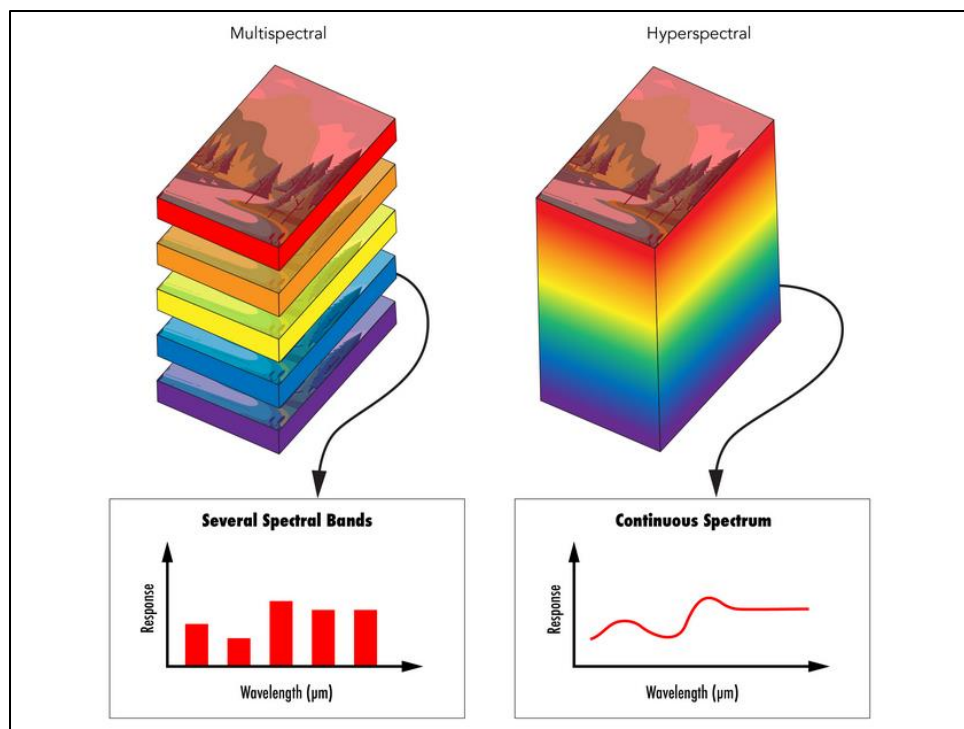 Multispectral
Hyperspectral
Several Spectral Bands
Response
Wavelength (µm)
Continuous Spectrum
Response
Wavelength (µm)